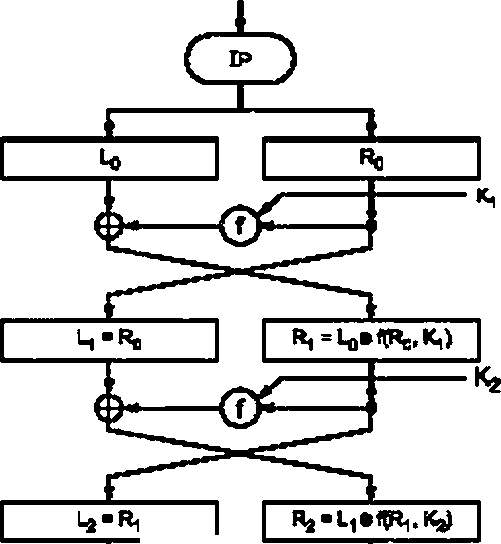 IP
L₀
R₀
K₁
f
L₁ = R₀
R₁ = L₀ ⊕ f(R₀, K₁)
K₂
f
L₂ = R₁
R₂ = L₁ ⊕ f(R₁, K₂)